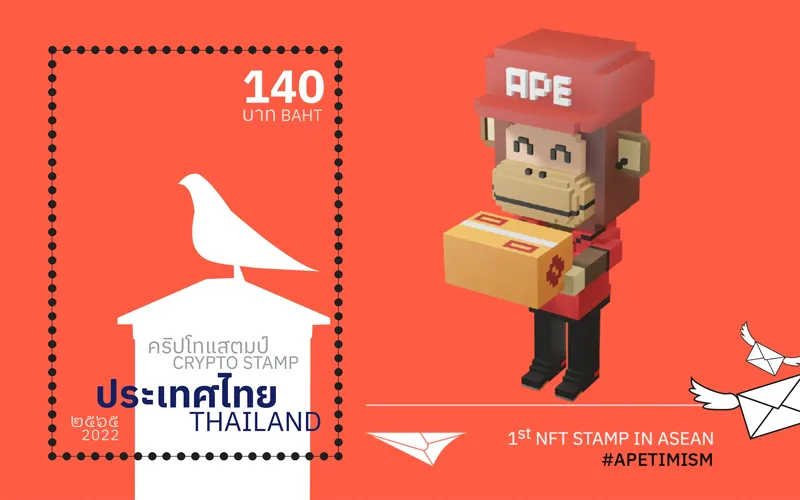 140
บาท BAHT
คริปโทแสตมป์
CRYPTO STAMP
ประเทศไทย
THAILAND
๒๕๖๕
2022
APE
1st NFT STAMP IN ASEAN
#APETIMISM